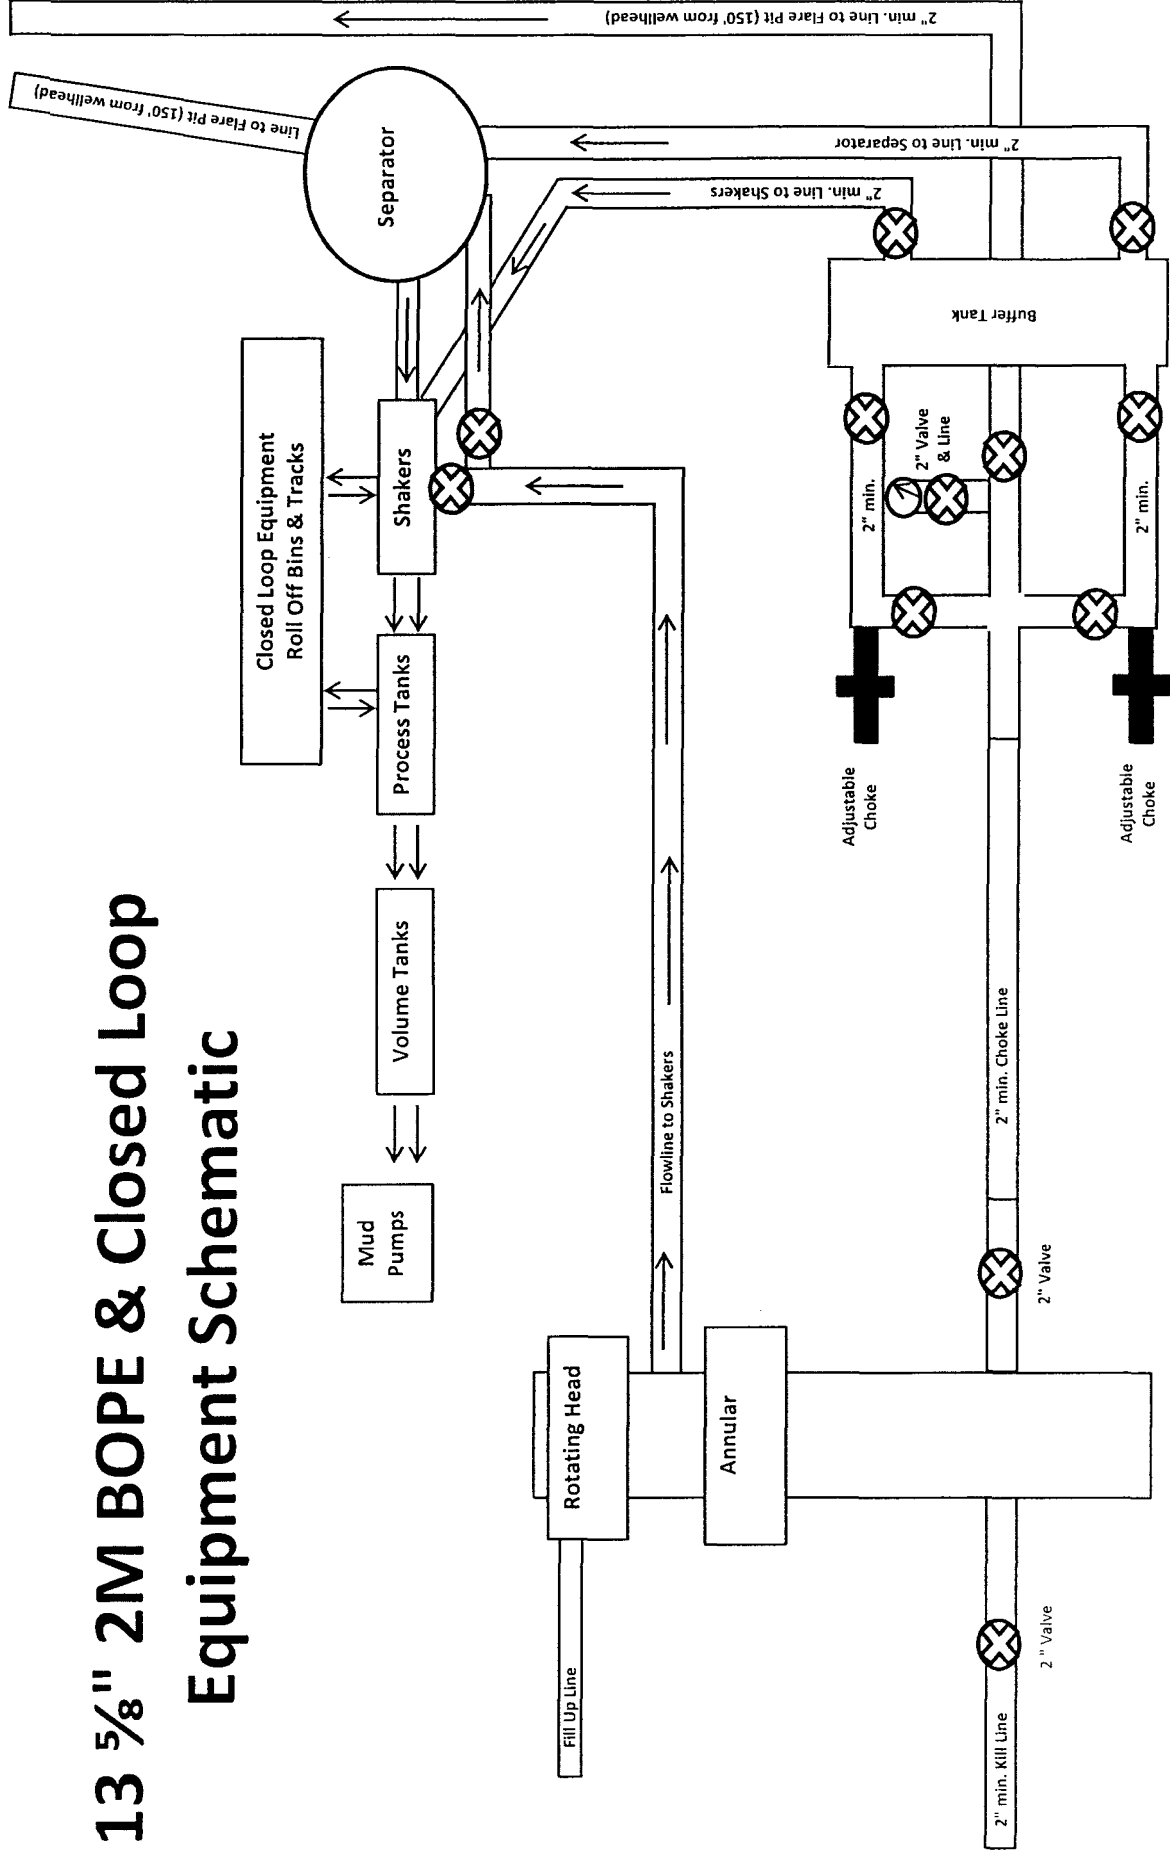 13 ⅝" 2M BOPE & Closed Loop
Equipment Schematic
Closed Loop Equipment
Roll Off Bins & Tracks
Mud
Pumps
Volume Tanks
Process Tanks
Shakers
Separator
Line to Flare Pit (150' from wellhead)
2" min. Line to Flare Pit (150' from wellhead)
Fill Up Line
Rotating Head
Annular
Flowline to Shakers
2" min. Line to Shakers
2" min. Line to Separator
Adjustable
Choke
2" min.
2" Valve
& Line
Buffer Tank
2" min. Kill Line
2 " Valve
2" Valve
2" min. Choke Line
Adjustable
Choke
2" min.